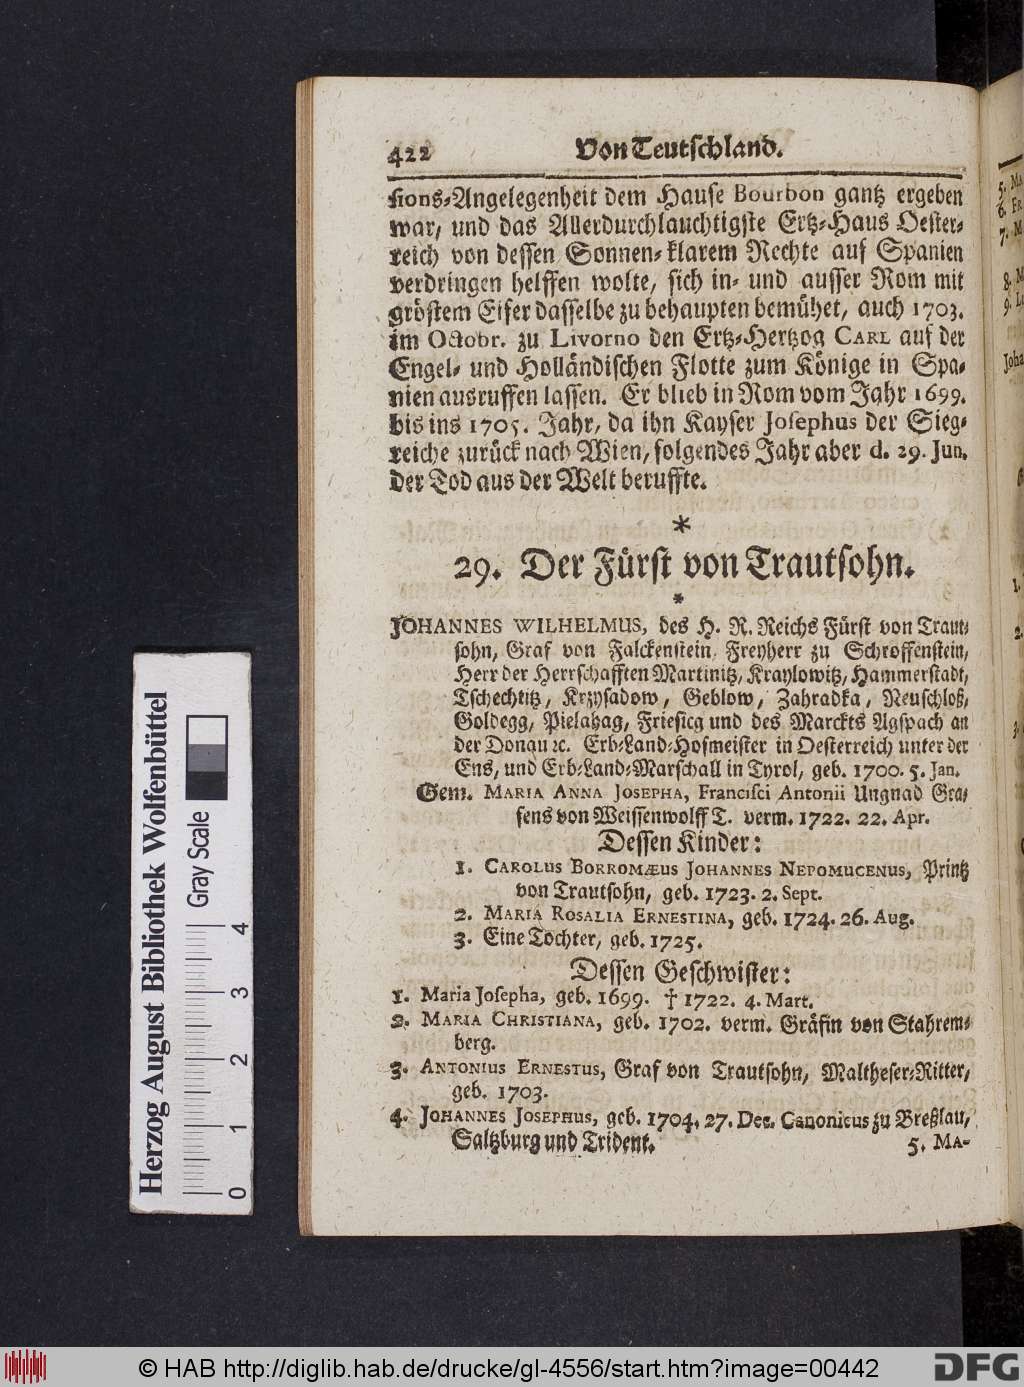 422 Von Teutschland.
sions-Angelegenheit dem Hause Bourbon gantz ergeben
war, und das Allerdurchlauchtigste Ertz-Haus Oester-
reich von dessen Sonnen-klarem Rechte auf Spanien
verdringen helffen wolte, sich in- und ausser Rom mit
gröstem Eifer dasselbe zu behaupten bemühet, auch 1703.
im Octobr. zu Livorno den Ertz-Hertzog CARL auf der
Engel- und Holländischen Flotte zum Könige in Spa-
nien ausruffen lassen. Er blieb in Rom vom Jahr 1699.
bis ins 1705. Jahr, da ihn Kayser Josephus der Sieg-
reiche zurück nach Wien, folgendes Jahr aber d. 29. Jun.
der Tod aus der Welt beruffte.
*
29. Der Fürst von Trautsohn.
*
JOHANNES WILHELMUS, des H. R. Reichs Fürst von Traut-
sohn, Graf von Falckenstein, Freyherr zu Schroffenstein,
Herr der Herrschafften Martinitz, Kraylowitz, Hammerstadt,
Tschechtitz, Krzysadow, Geblow, Zahradka, Neuschloß,
Goldegg, Pielahag, Friesicg und des Marckts Agspach an
der Donau ꝛc. Erb-Land-Hofmeister in Oesterreich unter der
Ens, und Erb-Land-Marschall in Tyrol, geb. 1700. 5. Jan.
Gem. MARIA ANNA JOSEPHA, Francisci Antonii Ungnad Gra-
fens von Weissenwolff T. verm. 1722. 22. Apr.
Dessen Kinder:
1. CAROLUS BORROMÆUS JOHANNES NEPOMUCENUS, Printz
von Trautsohn, geb. 1723. 2. Sept.
2. MARIA ROSALIA ERNESTINA, geb. 1724. 26. Aug.
3. Eine Tochter, geb. 1725.
Dessen Geschwister:
1. Maria Josepha, geb. 1699. † 1722. 4. Mart.
2. MARIA CHRISTIANA, geb. 1702. verm. Gräfin von Stahrem-
berg.
3. ANTONIUS ERNESTUS, Graf von Trautsohn, Maltheser-Ritter,
geb. 1703.
4. JOHANNES JOSEPHUS, geb. 1704. 27. Dec. Canonicus zu Breßlau,
Saltzburg und Trident.
5. MA-
Herzog August Bibliothek Wolfenbüttel
Gray Scale
0 1 2 3 4
© HAB http://diglib.hab.de/drucke/gl-4556/start.htm?image=00442
DFG